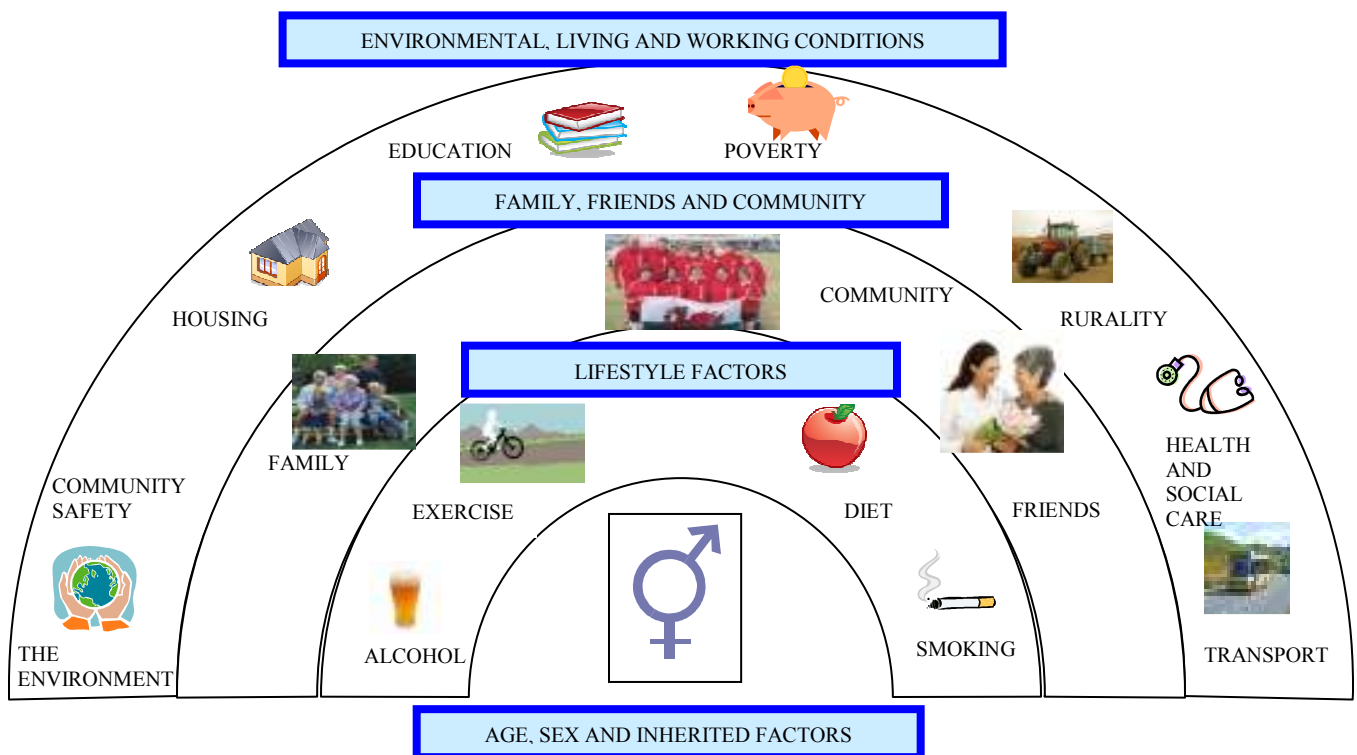 ENVIRONMENTAL, LIVING AND WORKING CONDITIONS
EDUCATION
POVERTY
FAMILY, FRIENDS AND COMMUNITY
COMMUNITY
HOUSING
RURALITY
LIFESTYLE FACTORS
FAMILY
HEALTH
AND
SOCIAL
CARE
COMMUNITY
SAFETY
EXERCISE
DIET
FRIENDS
THE
ENVIRONMENT
ALCOHOL
SMOKING
TRANSPORT
AGE, SEX AND INHERITED FACTORS